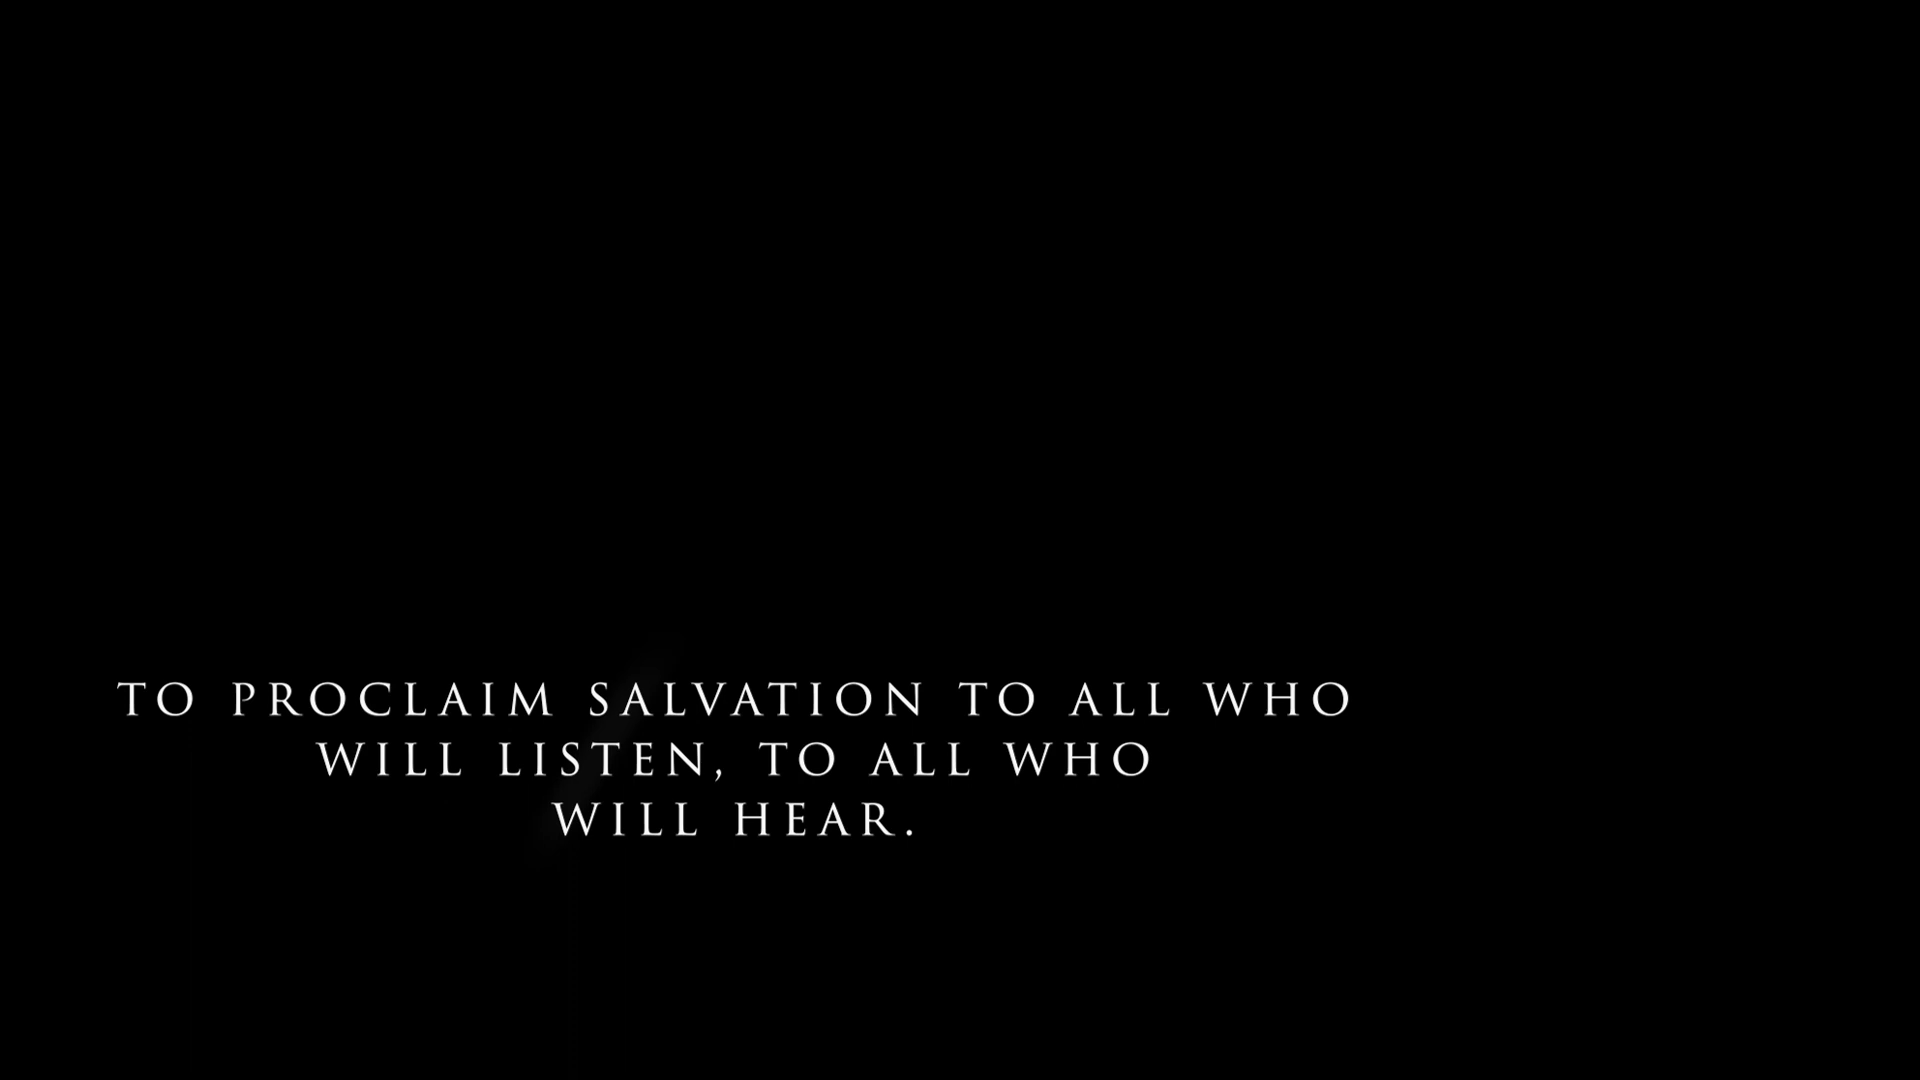 TO PROCLAIM SALVATION TO ALL WHO
WILL LISTEN, TO ALL WHO
WILL HEAR.